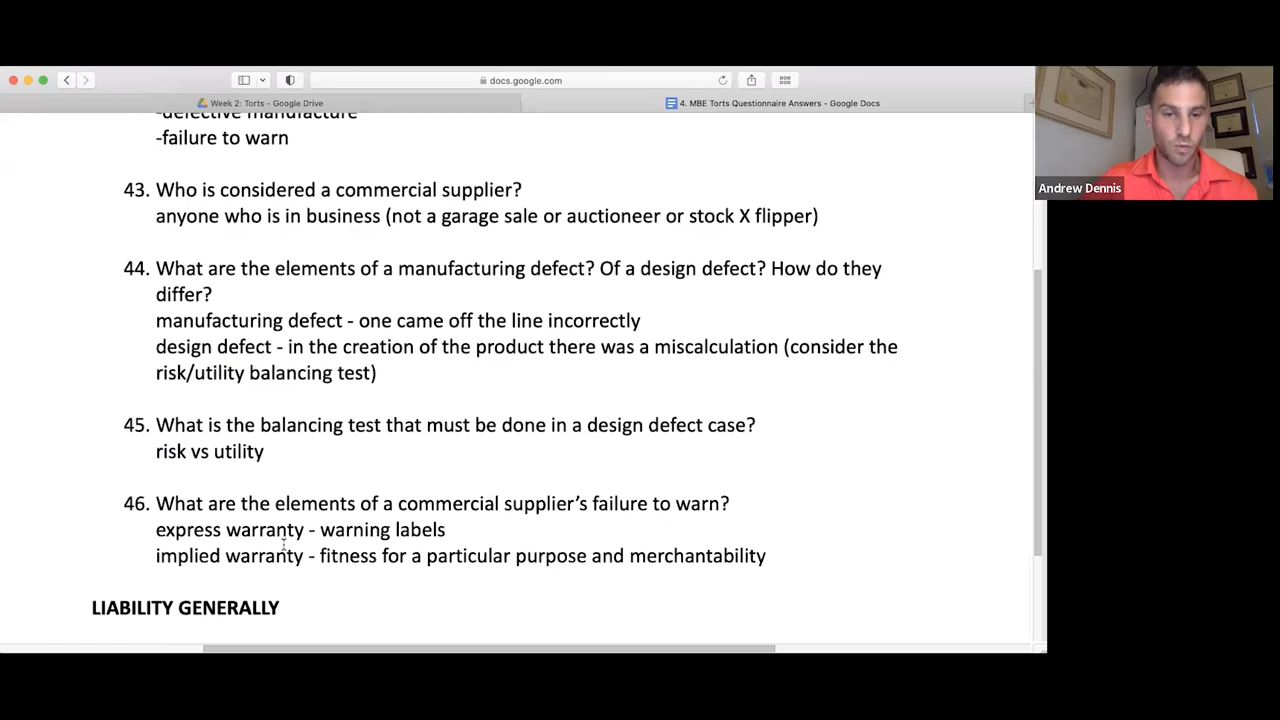 docs.google.com
Week 2: Torts - Google Drive
4. MBE Torts Questionnaire Answers - Google Docs
Andrew Dennis
-defective manufacture
-failure to warn
43. Who is considered a commercial supplier?
anyone who is in business (not a garage sale or auctioneer or stock X flipper)
44. What are the elements of a manufacturing defect? Of a design defect? How do they
differ?
manufacturing defect - one came off the line incorrectly
design defect - in the creation of the product there was a miscalculation (consider the
risk/utility balancing test)
45. What is the balancing test that must be done in a design defect case?
risk vs utility
46. What are the elements of a commercial supplier’s failure to warn?
express warranty - warning labels
implied warranty - fitness for a particular purpose and merchantability
LIABILITY GENERALLY